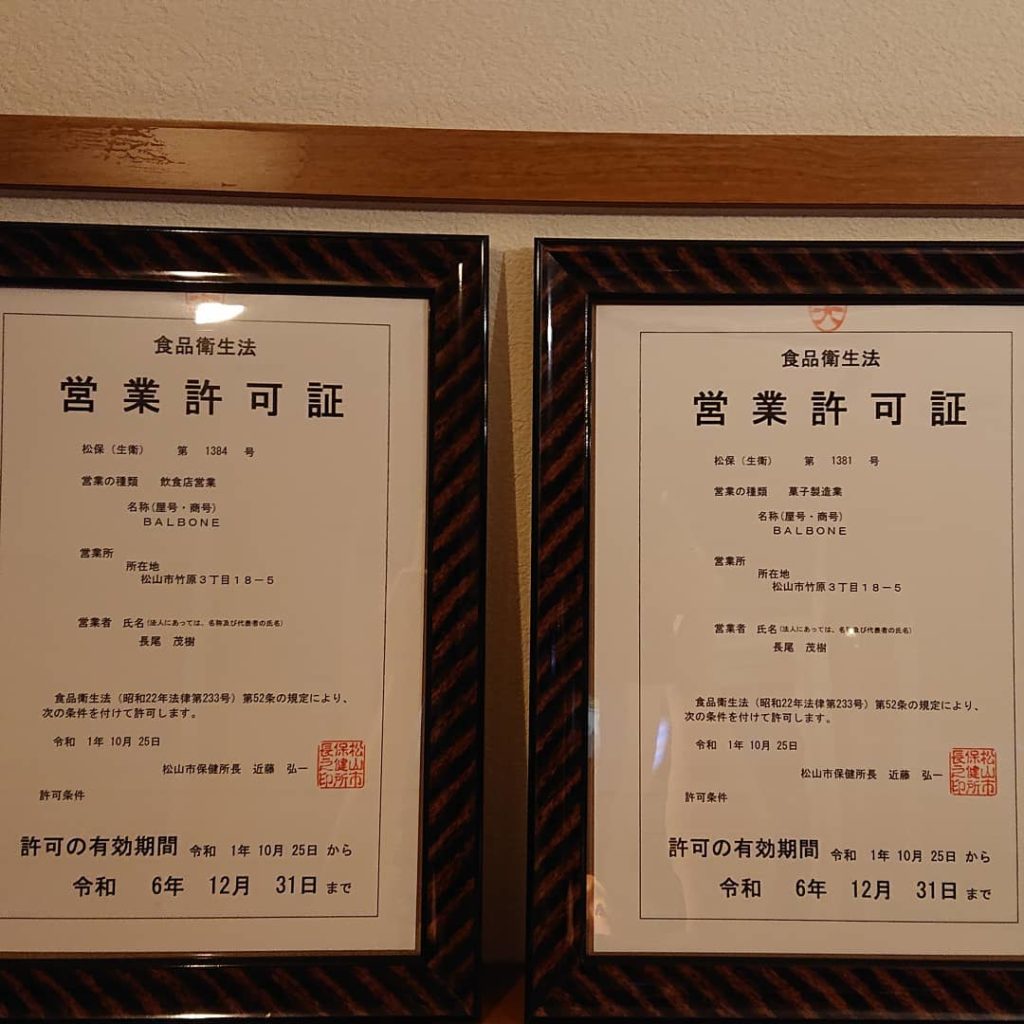 食品衛生法
営業許可証
松保（生衛） 第 1384 号
営業の種類 飲食店営業
名称(屋号・商号)
ＢＡＬＢＯＮＥ
営業所
所在地
松山市竹原３丁目１８－５
営業者 氏名(法人にあっては、名称及び代表者の氏名)
長尾 茂樹
食品衛生法（昭和22年法律第233号）第52条の規定により、
次の条件を付けて許可します。
令和 1年 10月 25日
松山市保健所長 近藤 弘一
松山市
保健所
長之印
許可条件
許可の有効期間 令和 1年 10月 25日 から
令和 6年 12月 31日 まで
食品衛生法
営業許可証
松保（生衛） 第 1381 号
営業の種類 菓子製造業
名称(屋号・商号)
ＢＡＬＢＯＮＥ
営業所
所在地
松山市竹原３丁目１８－５
営業者 氏名(法人にあっては、名称及び代表者の氏名)
長尾 茂樹
食品衛生法（昭和22年法律第233号）第52条の規定により、
次の条件を付けて許可します。
令和 1年 10月 25日
松山市保健所長 近藤 弘一
松山市
保健所
長之印
許可条件
許可の有効期間 令和 1年 10月 25日 から
令和 6年 12月 31日 まで